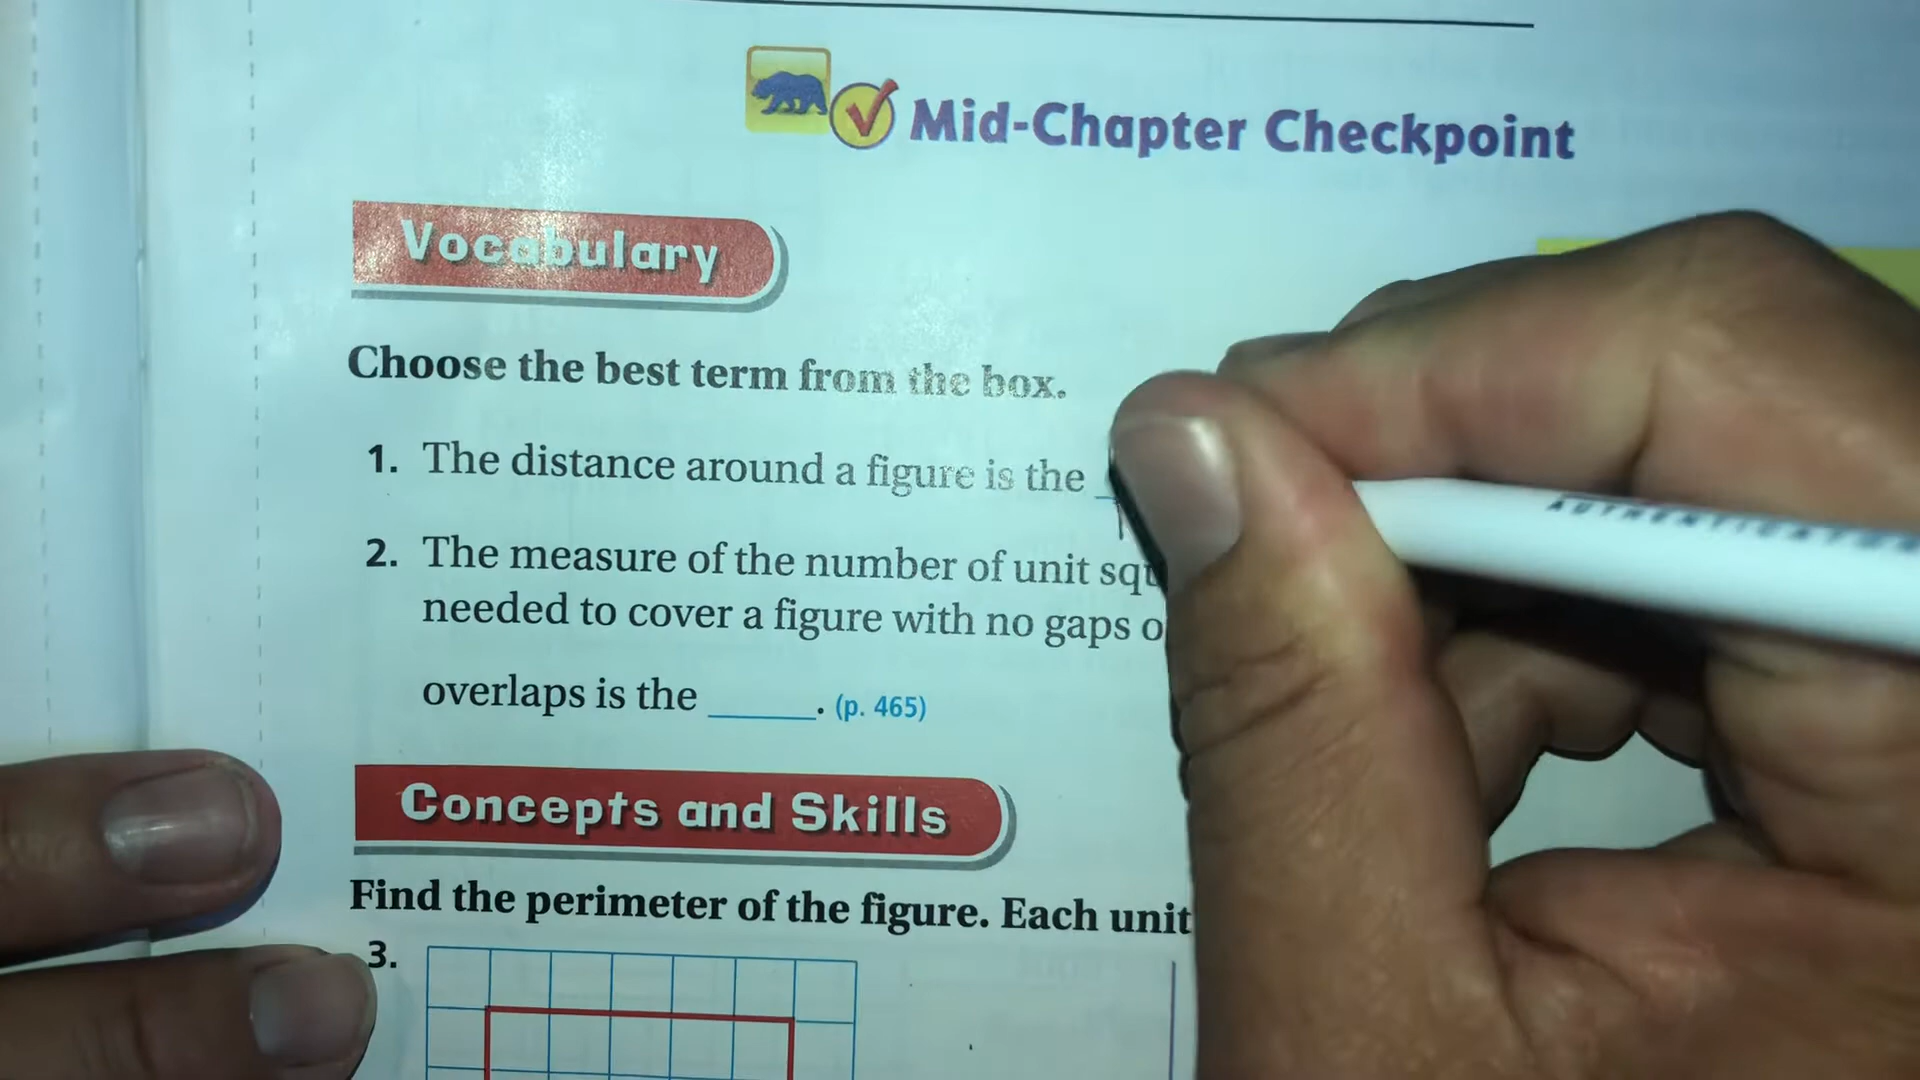 Mid-Chapter Checkpoint
Vocabulary
Choose the best term from the box.
1. The distance around a figure is the
2. The measure of the number of unit
needed to cover a figure with no gaps
overlaps is the ______. (p. 465)
Concepts and Skills
Find the perimeter of the figure. Each unit
3.